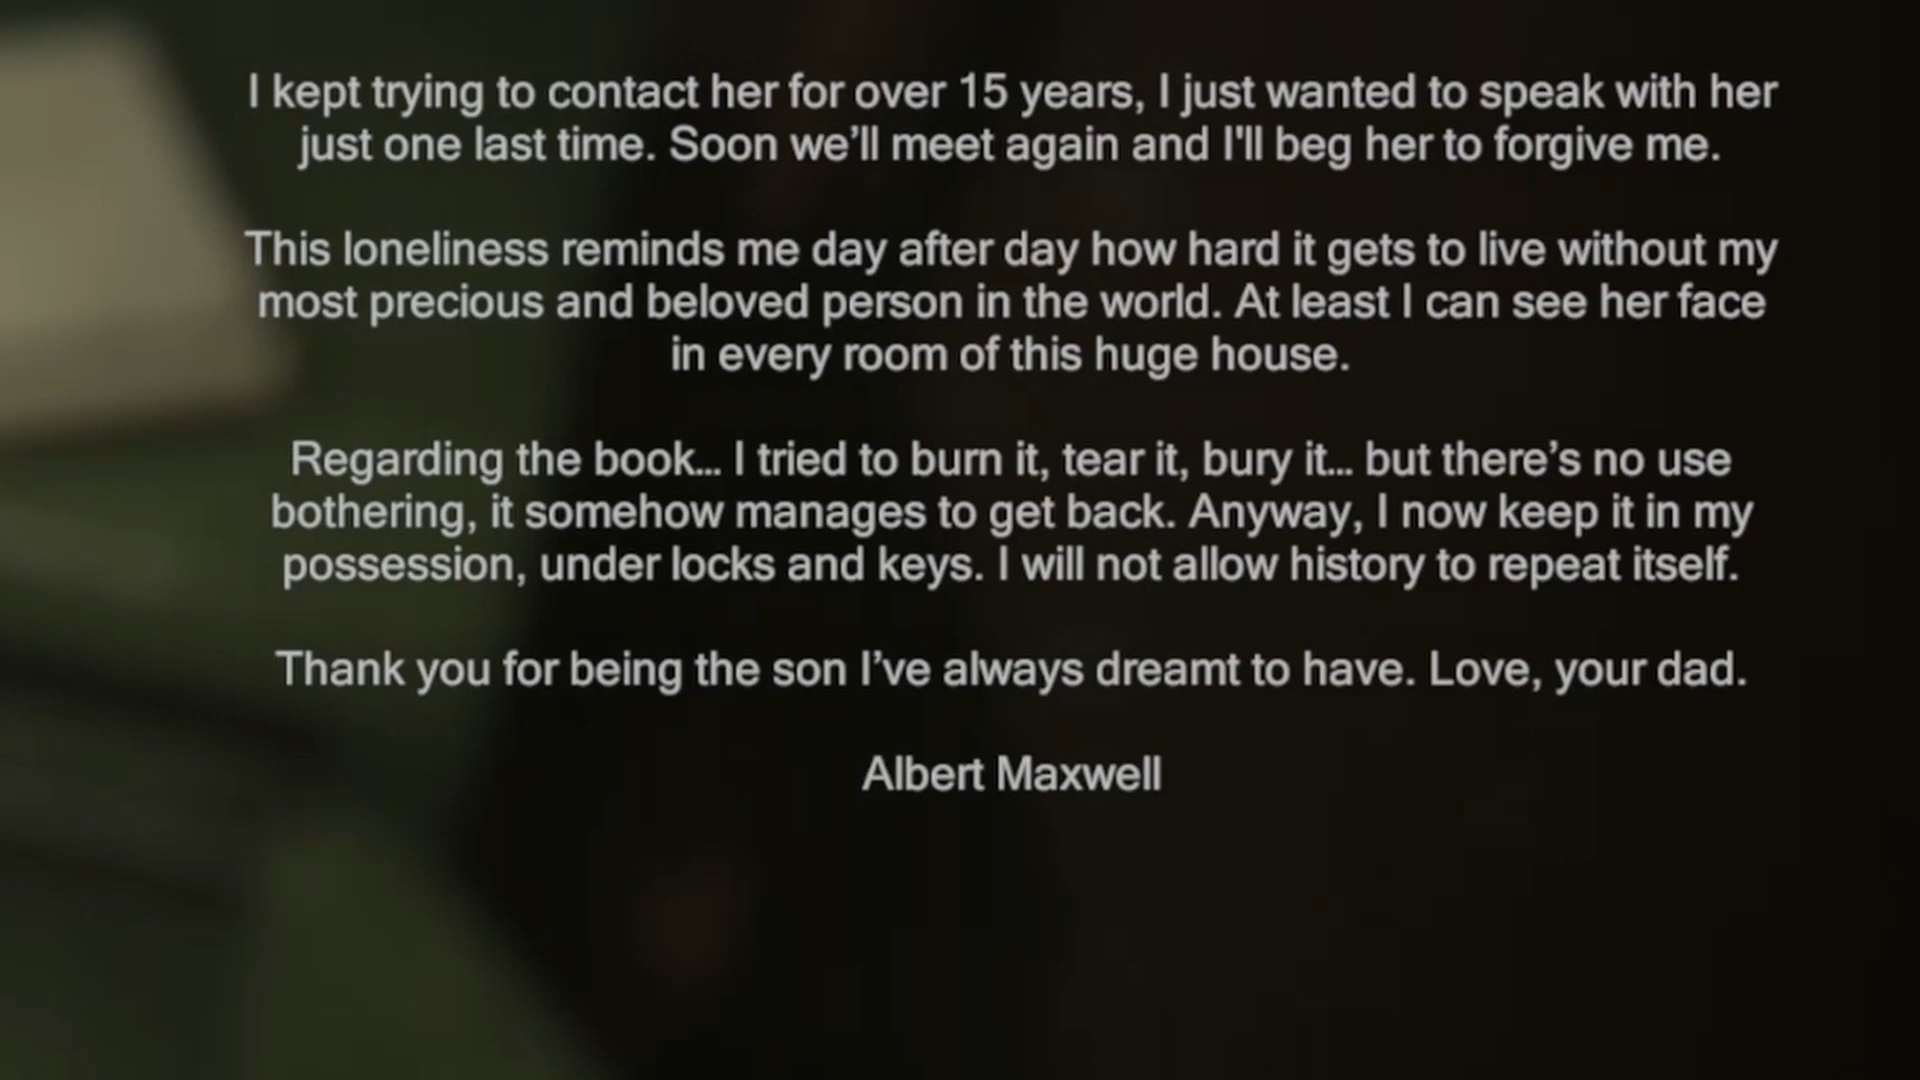 I kept trying to contact her for over 15 years, I just wanted to speak with her
just one last time. Soon we’ll meet again and I'll beg her to forgive me.
This loneliness reminds me day after day how hard it gets to live without my
most precious and beloved person in the world. At least I can see her face
in every room of this huge house.
Regarding the book... I tried to burn it, tear it, bury it... but there’s no use
bothering, it somehow manages to get back. Anyway, I now keep it in my
possession, under locks and keys. I will not allow history to repeat itself.
Thank you for being the son I’ve always dreamt to have. Love, your dad.
Albert Maxwell